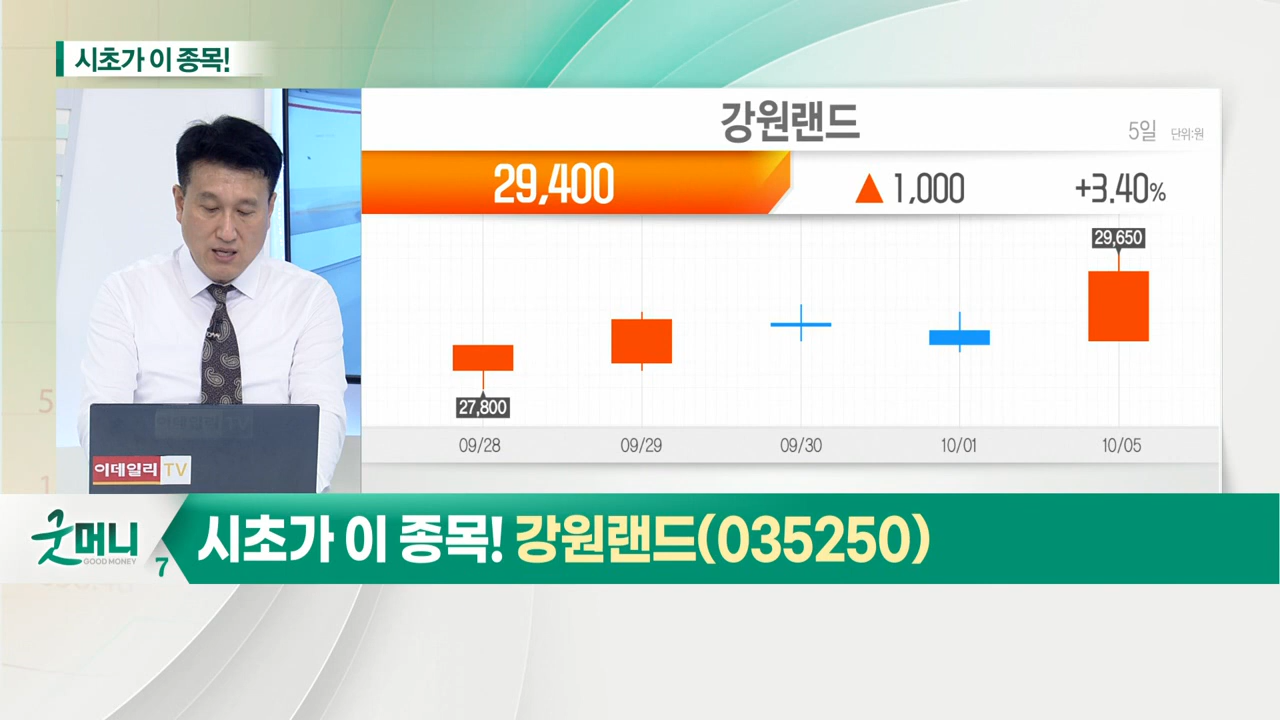 시초가 이 종목!
강원랜드
5일 단위:원
29,400 ▲ 1,000 +3.40%
29,650
27,800
09/28 09/29 09/30 10/01 10/05
이데일리 TV
굿머니 7
GOOD MONEY
시초가 이 종목! 강원랜드(035250)